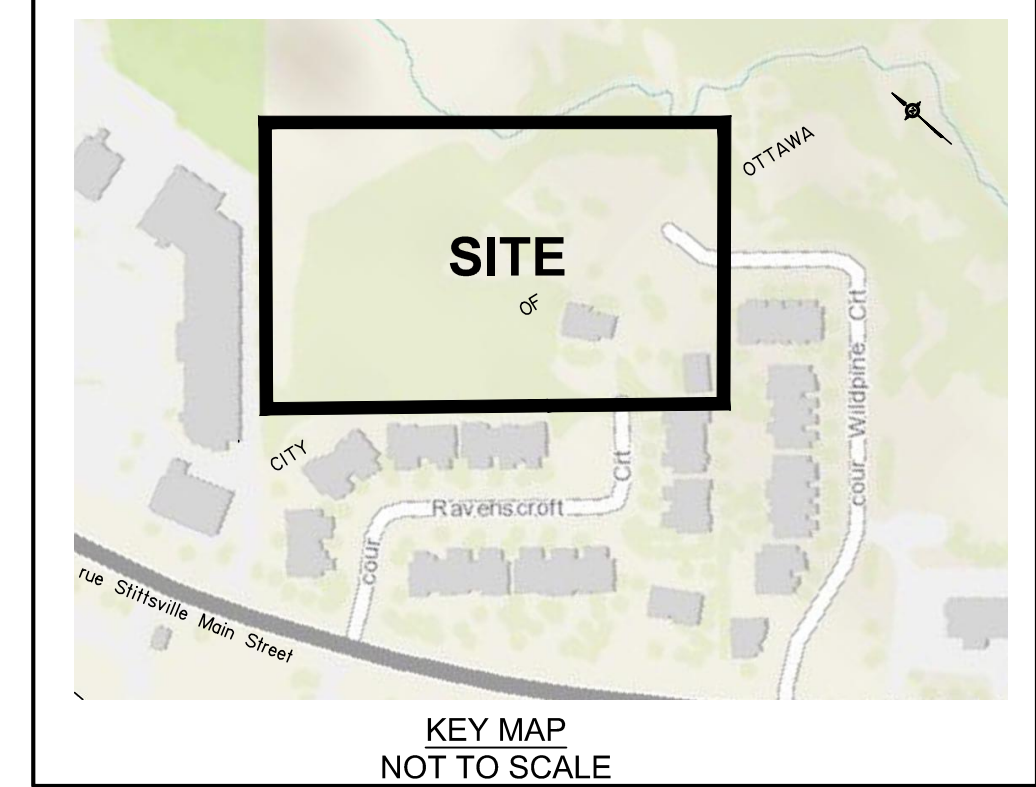 OTTAWA
SITE
OF
CITY
cour Wildpine Crt
Ravenscroft
Crt
cour
rue Stittsville Main Street
KEY MAP
NOT TO SCALE